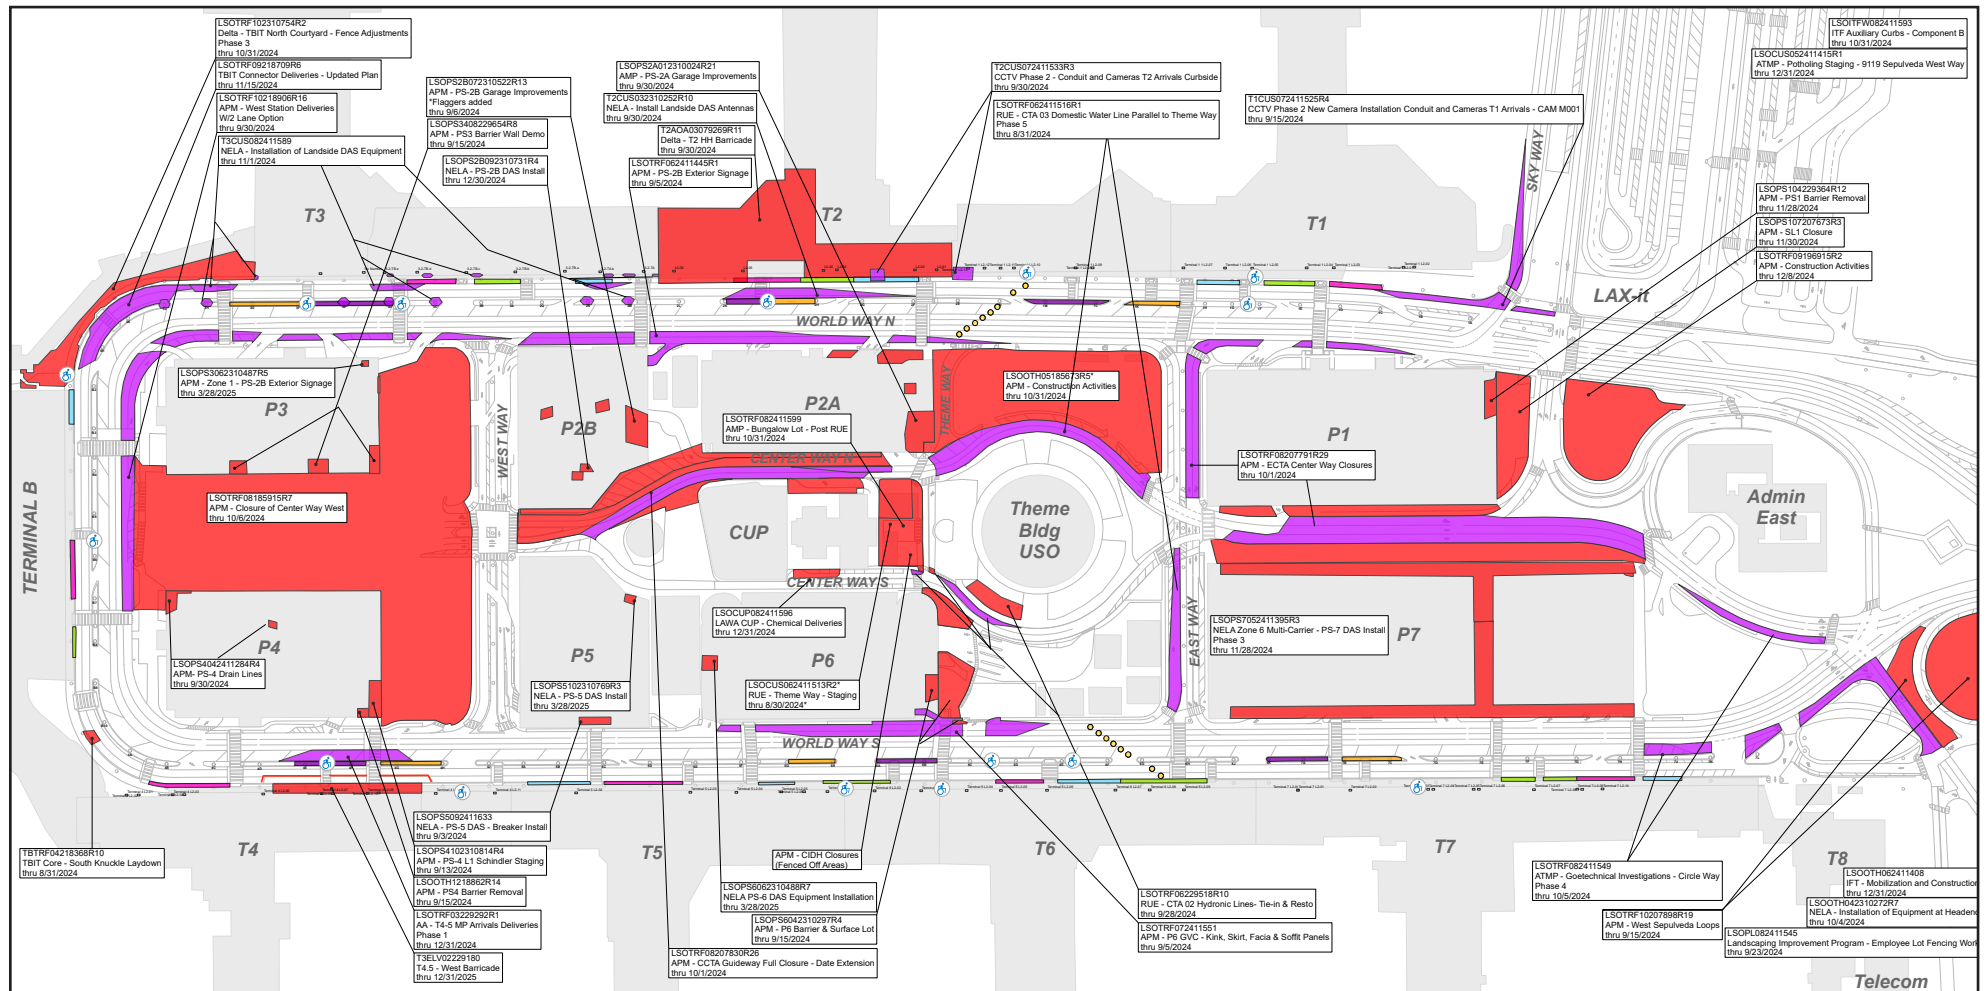 LSOTRF102310754R2
Delta - TBIT North Courtyard - Fence Adjustments
Phase 3
thru 10/31/2024
LSOTRF09218709R6
TBIT Connector Deliveries - Updated Plan
thru 11/15/2024
LSOTRF10218906R16
APM - West Station Deliveries
W/2 Lane Option
thru 9/30/2024
T3CUS082411589
NELA - Installation of Landside DAS Equipment
thru 11/1/2024
LSOPS2B072310522R13
APM - PS-2B Garage Improvements
*Flaggers added
thru 9/6/2024
LSOPS3408229654R8
APM - PS3 Barrier Wall Demo
thru 9/15/2024
LSOPS2B092310731R4
NELA - PS-2B DAS Install
thru 12/30/2024
LSOPS2A012310024R21
AMP - PS-2A Garage Improvements
thru 9/30/2024
T2CUS032310252R10
NELA - Install Landside DAS Antennas
thru 9/30/2024
T2AOA03079269R11
Delta - T2 HH Barricade
thru 9/30/2024
LSOTRF062411445R1
APM - PS-2B Exterior Signage
thru 9/5/2024
T2CUS072411533R3
CCTV Phase 2 - Conduit and Cameras T2 Arrivals Curbside
thru 9/30/2024
LSOTRF062411516R1
RUE - CTA 03 Domestic Water Line Parallel to Theme Way
Phase 5
thru 8/31/2024
T1CUS072411525R4
CCTV Phase 2 New Camera Installation Conduit and Cameras T1 Arrivals - CAM M001
thru 9/15/2024
LSOITFW082411593
ITF Auxiliary Curbs - Component B
thru 10/31/2024
LSOCUS052411415R1
ATMP - Potholing Staging - 9119 Sepulveda West Way
thru 12/31/2024
LSOPS104229364R12
APM - PS1 Barrier Removal
thru 11/28/2024
LSOPS107207673R3
APM - SL1 Closure
thru 11/30/2024
LSOTRF09196915R2
APM - Construction Activities
thru 12/8/2024
T3
T2
T1
SKY WAY
LAX-it
WORLD WAY N
LSOPS3062310487R5
APM - Zone 1 - PS-2B Exterior Signage
thru 3/28/2025
P3
WEST WAY
P2B
P2A
THEME WAY
LSOOTH05185673R5*
APM - Construction Activities
thru 10/31/2024
LSOTRF082411599
AMP - Bungalow Lot - Post RUE
thru 10/31/2024
CENTER WAY N
P1
LSOTRF08207791R29
APM - ECTA Center Way Closures
thru 10/1/2024
TERMINAL B
LSOTRF08185915R7
APM - Closure of Center Way West
thru 10/6/2024
CUP
Theme
Bldg
USO
Admin
East
CENTER WAY S
LSOCUP082411596
LAWA CUP - Chemical Deliveries
thru 12/31/2024
EAST WAY
LSOPS7052411395R3
NELA Zone 6 Multi-Carrier - PS-7 DAS Install
Phase 3
thru 11/28/2024
P7
P4
LSOPS4042411284R4
APM- PS-4 Drain Lines
thru 9/30/2024
P5
LSOPS5102310769R3
NELA - PS-5 DAS Install
thru 3/28/2025
P6
LSOCUS062411513R2*
RUE - Theme Way - Staging
thru 8/30/2024*
WORLD WAY S
TBTRF04218368R10
TBIT Core - South Knuckle Laydown
thru 8/31/2024
T4
T5
T6
T7
T8
LSOPS5092411633
NELA - PS-5 DAS - Breaker Install
thru 9/3/2024
LSOPS4102310814R4
APM - PS-4 L1 Schindler Staging
thru 9/13/2024
LSOOTH1218862R14
APM - PS4 Barrier Removal
thru 9/15/2024
LSOTRF03229292R1
AA - T4-5 MP Arrivals Deliveries
Phase 1
thru 12/31/2024
T3ELV02229180
T4.5 - West Barricade
thru 12/31/2025
APM - CIDH Closures
(Fenced Off Areas)
LSOPS6062310488R7
NELA PS-6 DAS Equipment Installation
thru 3/28/2025
LSOPS6042310297R4
APM - P6 Barrier & Surface Lot
thru 9/15/2024
LSOTRF08207830R26
APM - CCTA Guideway Full Closure - Date Extension
thru 10/1/2024
LSOTRF06229518R10
RUE - CTA 02 Hydronic Lines- Tie-in & Resto
thru 9/28/2024
LSOTRF072411551
APM - P6 GVC - Kink, Skirt, Facia & Soffit Panels
thru 9/5/2024
LSOTRF082411549
ATMP - Goetechnical Investigations - Circle Way
Phase 4
thru 10/5/2024
LSOTRF10207898R19
APM - West Sepulveda Loops
thru 9/15/2024
LSOOTH062411408
IFT - Mobilization and Construction
thru 12/31/2024
LSOOTH042310272R7
NELA - Installation of Equipment at Headend
thru 10/4/2024
LSOPL082411545
Landscaping Improvement Program - Employee Lot Fencing Work
thru 9/23/2024
Telecom